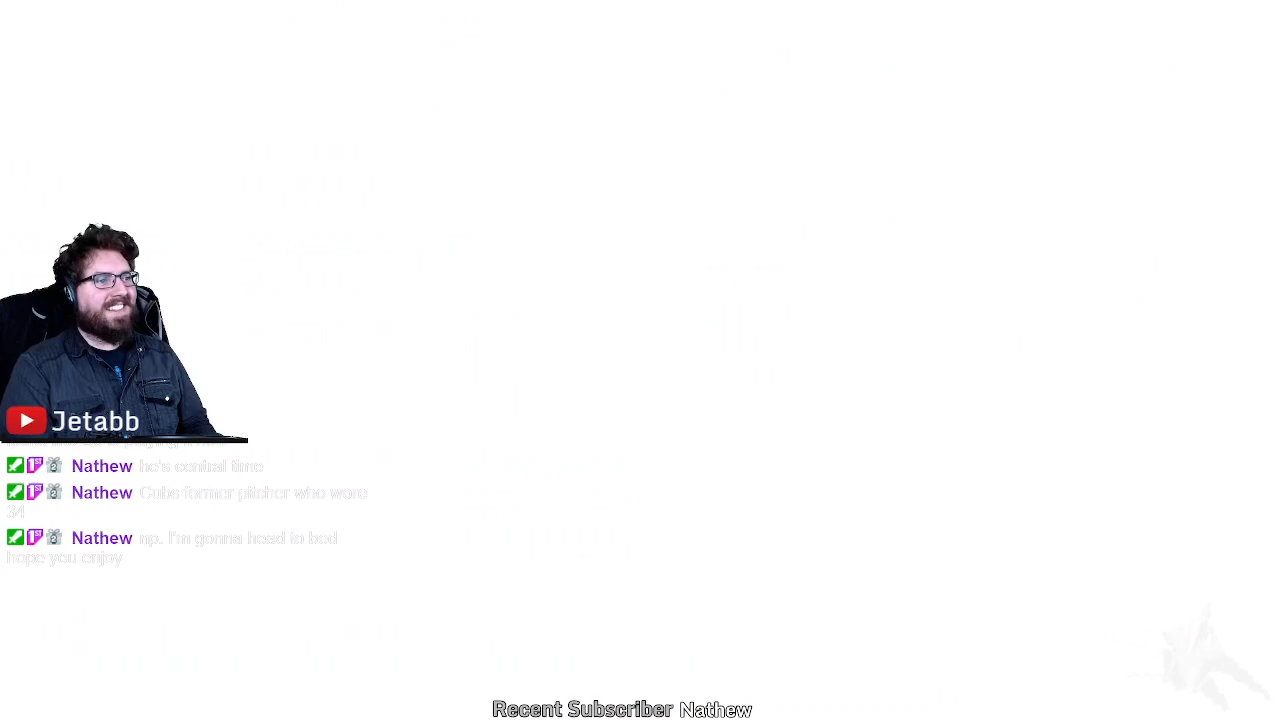 Jetabb
Nathew he's central time
Nathew Cubs former pitcher who wore
34
Nathew np. I'm gonna head to bed
hope you enjoy
Recent Subscriber Nathew